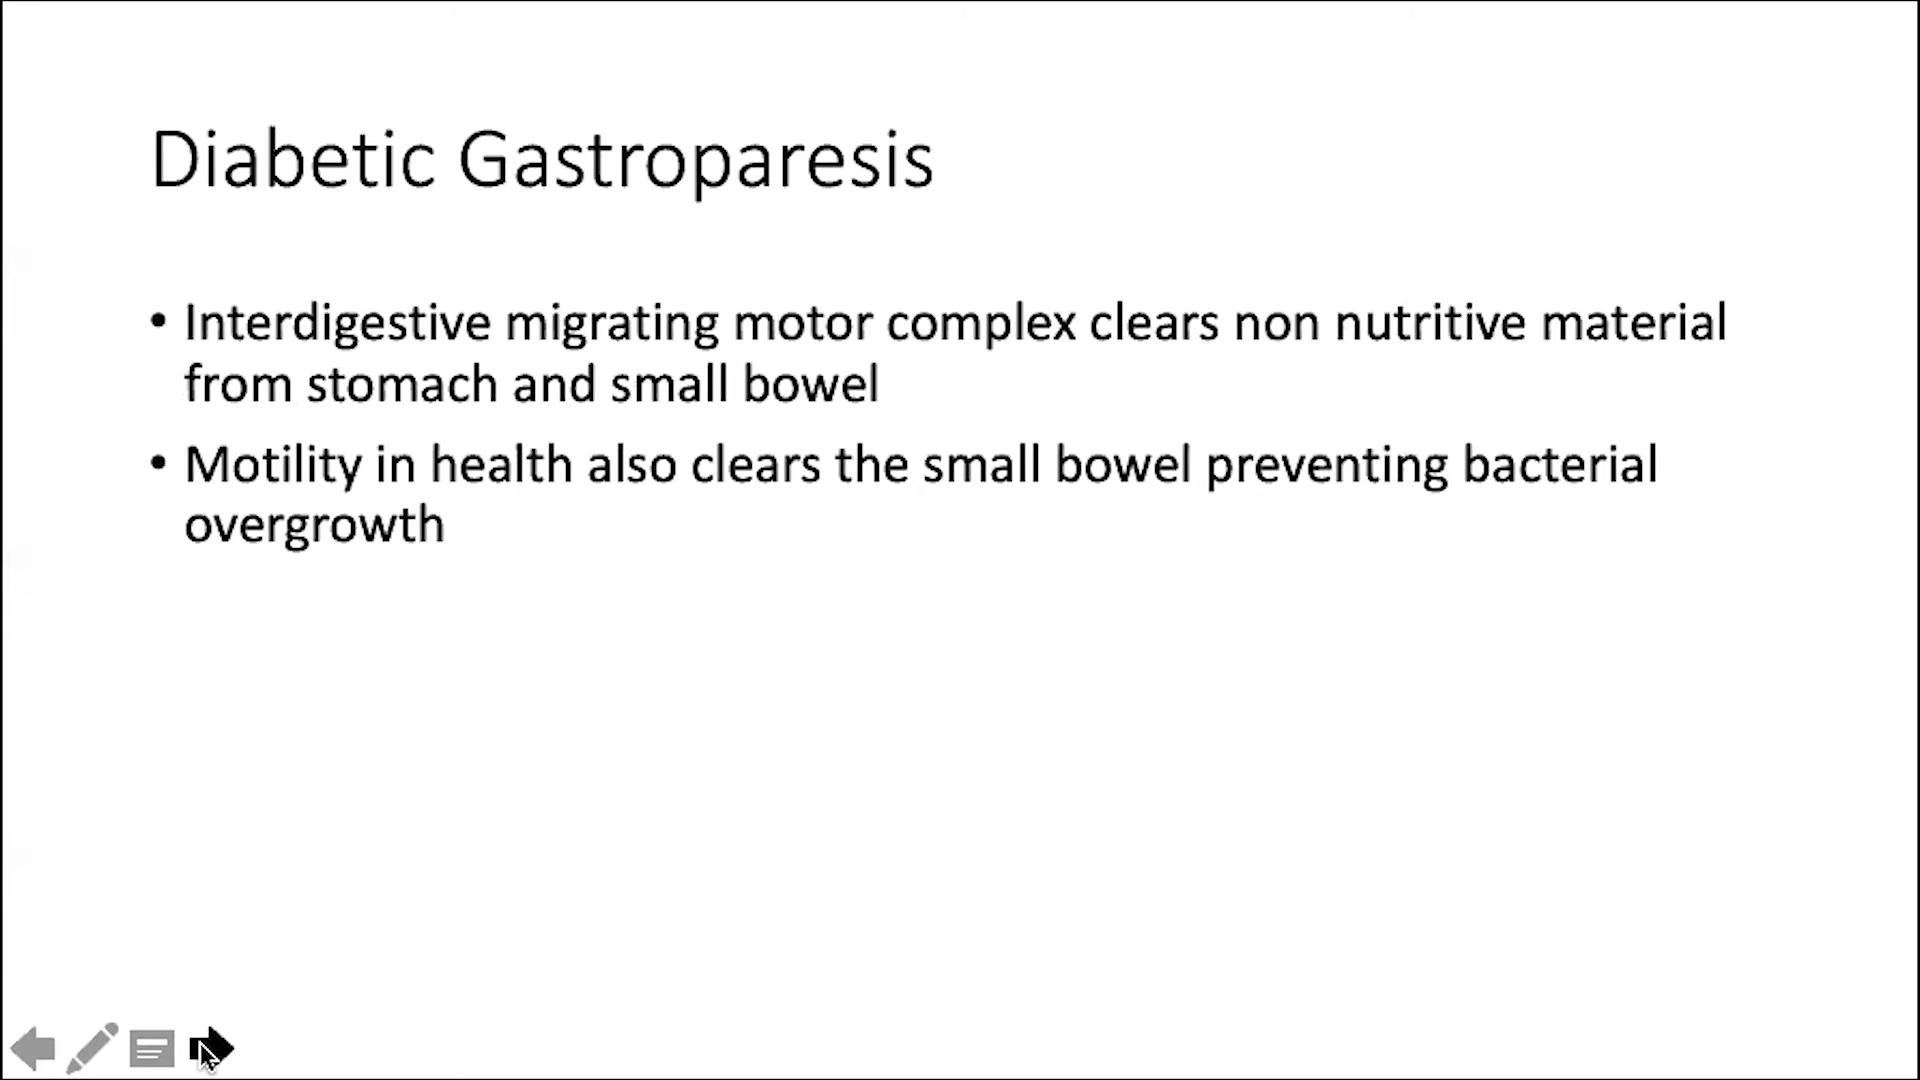 Diabetic Gastroparesis
• Interdigestive migrating motor complex clears non nutritive material
from stomach and small bowel
• Motility in health also clears the small bowel preventing bacterial
overgrowth